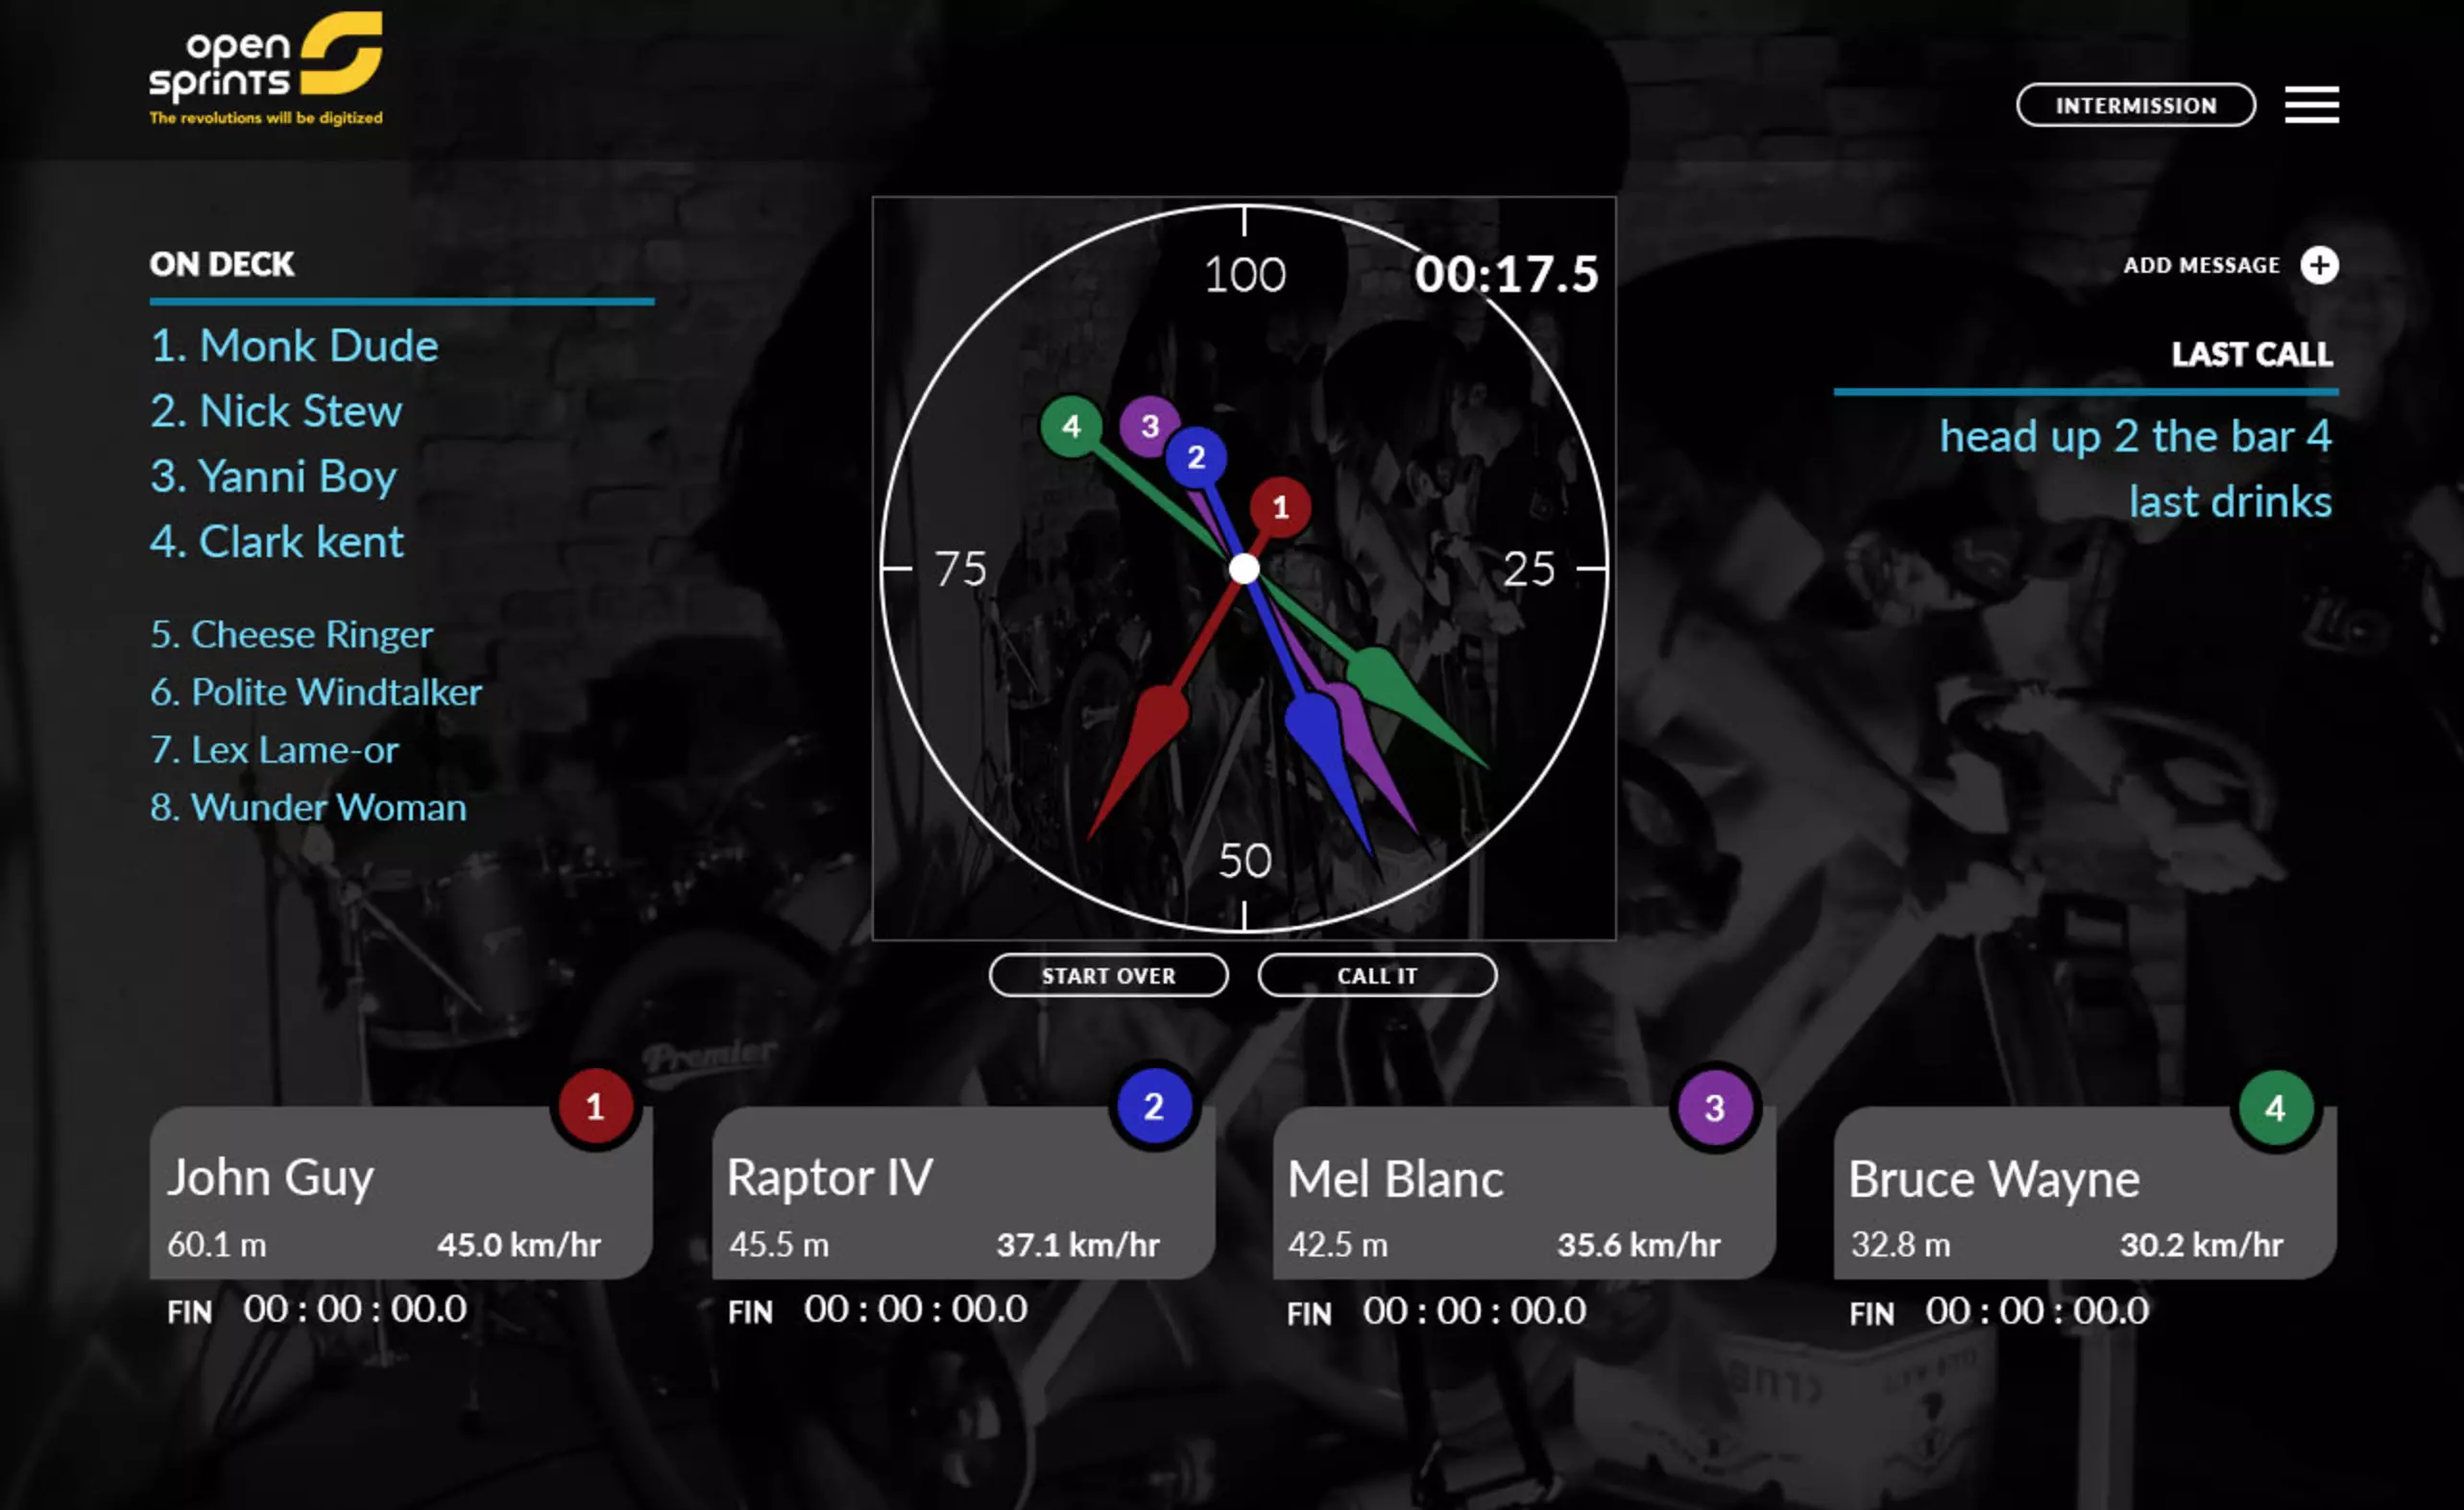 open
sprints
The revolutions will be digitized
INTERMISSION
ON DECK
1. Monk Dude
2. Nick Stew
3. Yanni Boy
4. Clark kent
5. Cheese Ringer
6. Polite Windtalker
7. Lex Lame-or
8. Wunder Woman
100
00:17.5
4
3
2
1
75
25
50
START OVER
CALL IT
ADD MESSAGE
LAST CALL
head up 2 the bar 4
last drinks
Premier
1
John Guy
60.1 m 45.0 km/hr
FIN 00 : 00 : 00.0
2
Raptor IV
45.5 m 37.1 km/hr
FIN 00 : 00 : 00.0
3
Mel Blanc
42.5 m 35.6 km/hr
FIN 00 : 00 : 00.0
4
Bruce Wayne
32.8 m 30.2 km/hr
FIN 00 : 00 : 00.0